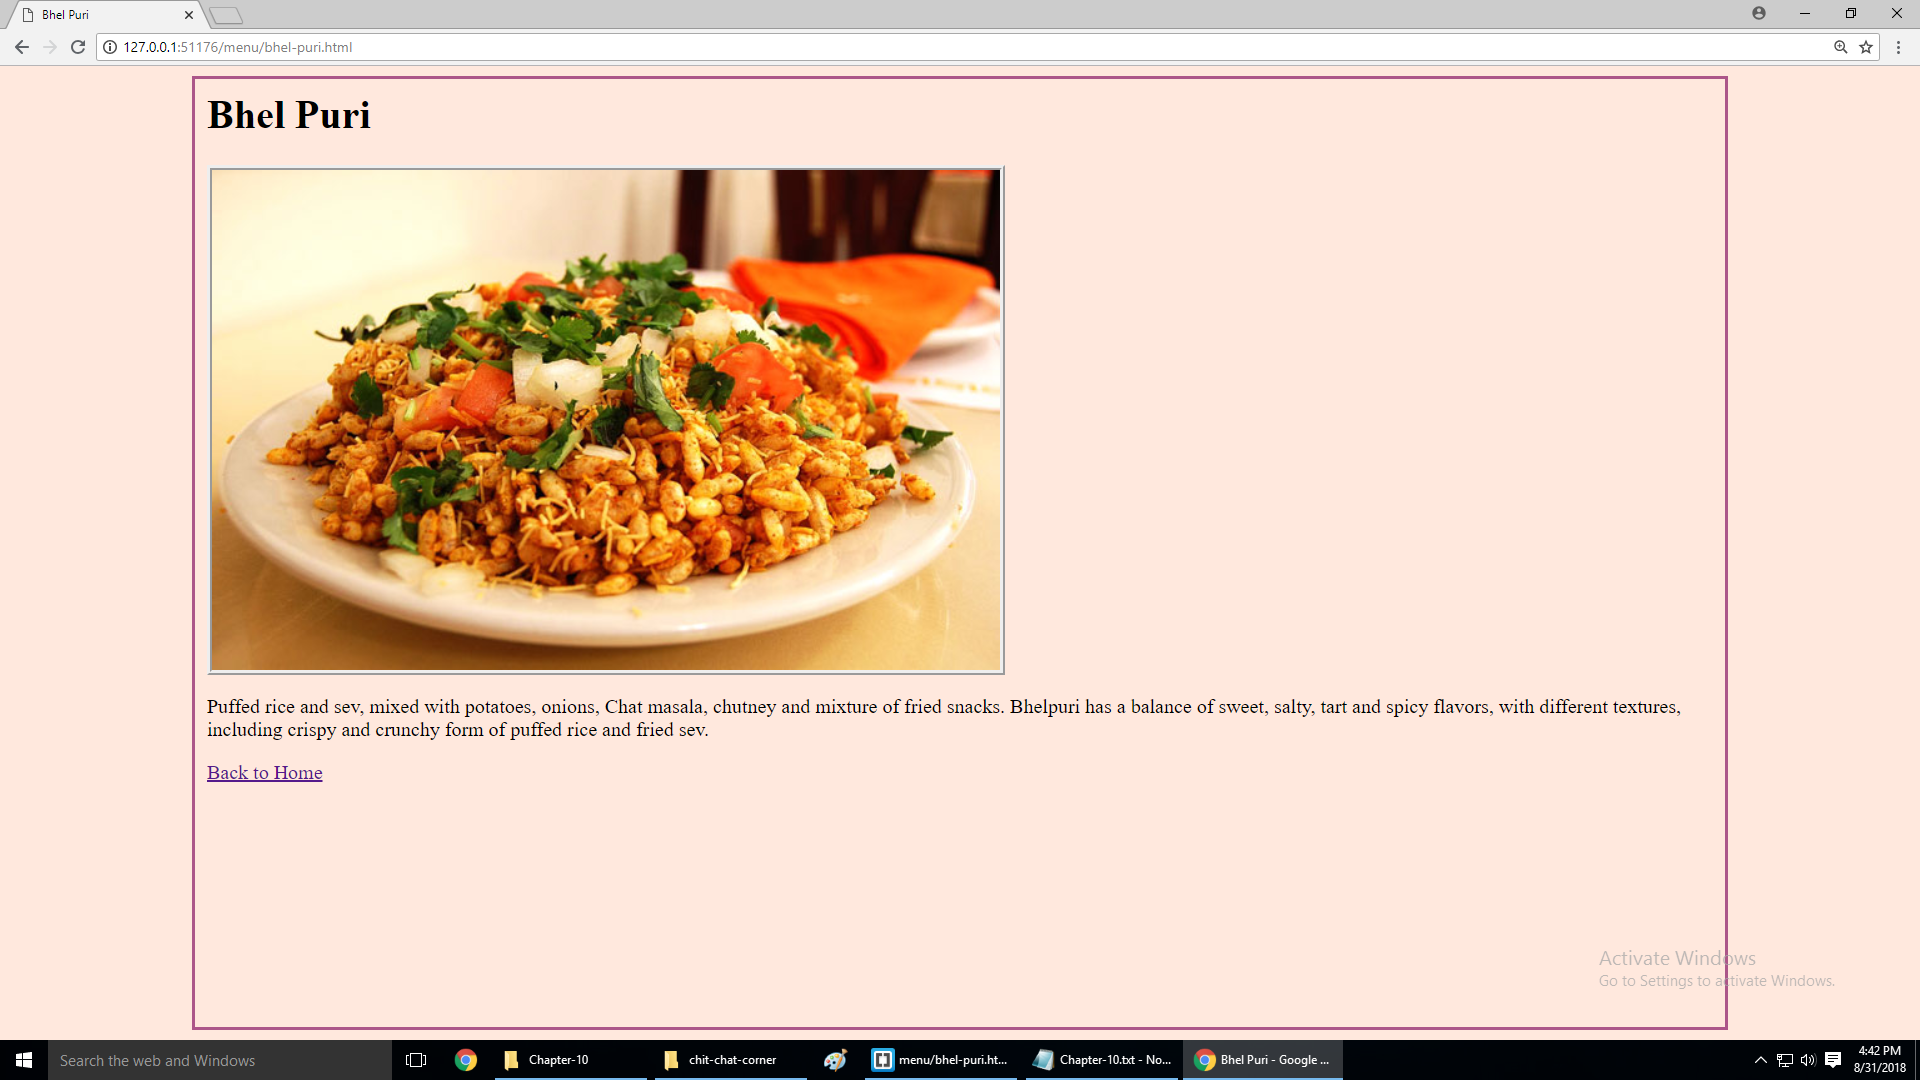 Bhel Puri
127.0.0.1:51176/menu/bhel-puri.html
Bhel Puri
Puffed rice and sev, mixed with potatoes, onions, Chat masala, chutney and mixture of fried snacks. Bhelpuri has a balance of sweet, salty, tart and spicy flavors, with different textures,
including crispy and crunchy form of puffed rice and fried sev.
Back to Home
Activate Windows
Go to Settings to activate Windows.
Search the web and Windows
Chapter-10
chit-chat-corner
menu/bhel-puri.ht...
Chapter-10.txt - No...
Bhel Puri - Google ...
4:42 PM
8/31/2018